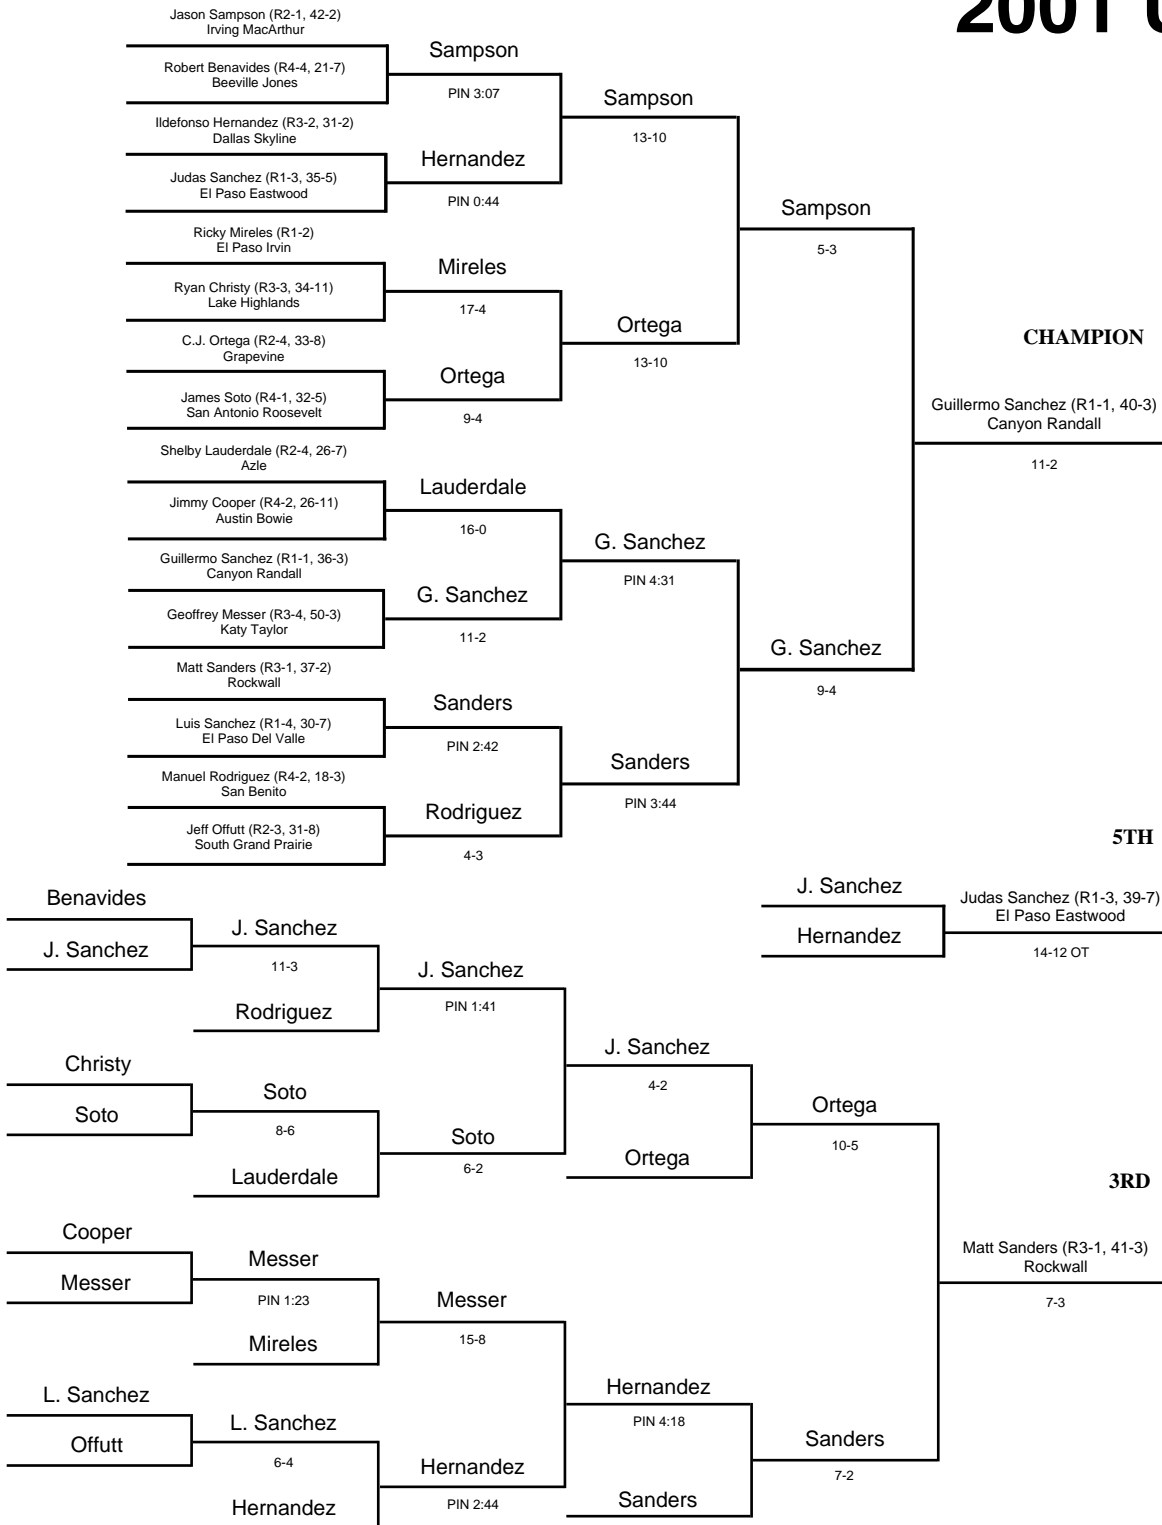 2001 U
Jason Sampson (R2-1, 42-2)
Irving MacArthur
Robert Benavides (R4-4, 21-7)
Beeville Jones
Ildefonso Hernandez (R3-2, 31-2)
Dallas Skyline
Judas Sanchez (R1-3, 35-5)
El Paso Eastwood
Ricky Mireles (R1-2)
El Paso Irvin
Ryan Christy (R3-3, 34-11)
Lake Highlands
C.J. Ortega (R2-4, 33-8)
Grapevine
James Soto (R4-1, 32-5)
San Antonio Roosevelt
Shelby Lauderdale (R2-4, 26-7)
Azle
Jimmy Cooper (R4-2, 26-11)
Austin Bowie
Guillermo Sanchez (R1-1, 36-3)
Canyon Randall
Geoffrey Messer (R3-4, 50-3)
Katy Taylor
Matt Sanders (R3-1, 37-2)
Rockwall
Luis Sanchez (R1-4, 30-7)
El Paso Del Valle
Manuel Rodriguez (R4-2, 18-3)
San Benito
Jeff Offutt (R2-3, 31-8)
South Grand Prairie
Sampson
PIN 3:07
Hernandez
PIN 0:44
Mireles
17-4
Ortega
9-4
Lauderdale
16-0
G. Sanchez
11-2
Sanders
PIN 2:42
Rodriguez
4-3
Sampson
13-10
Ortega
13-10
G. Sanchez
PIN 4:31
Sanders
PIN 3:44
Sampson
5-3
G. Sanchez
9-4
CHAMPION
Guillermo Sanchez (R1-1, 40-3)
Canyon Randall
11-2
5TH
J. Sanchez
Hernandez
Judas Sanchez (R1-3, 39-7)
El Paso Eastwood
14-12 OT
Benavides
J. Sanchez
Christy
Soto
Cooper
Messer
L. Sanchez
Offutt
J. Sanchez
11-3
Rodriguez
Soto
8-6
Lauderdale
Messer
PIN 1:23
Mireles
L. Sanchez
6-4
Hernandez
J. Sanchez
PIN 1:41
Soto
6-2
Messer
15-8
Hernandez
PIN 2:44
J. Sanchez
4-2
Ortega
Hernandez
PIN 4:18
Sanders
Ortega
10-5
Sanders
7-2
3RD
Matt Sanders (R3-1, 41-3)
Rockwall
7-3